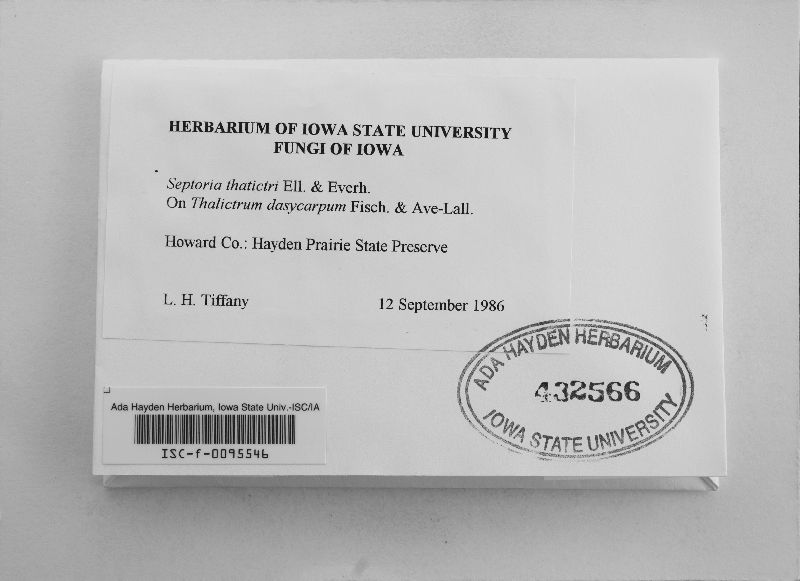 HERBARIUM OF IOWA STATE UNIVERSITY
FUNGI OF IOWA
Septoria thatictri Ell. & Everh.
On Thalictrum dasycarpum Fisch. & Ave-Lall.
Howard Co.: Hayden Prairie State Preserve
L. H. Tiffany 12 September 1986
ADA HAYDEN HERBARIUM
432566
IOWA STATE UNIVERSITY
Ada Hayden Herbarium, Iowa State Univ.-ISC/IA
ISC-f-0095546